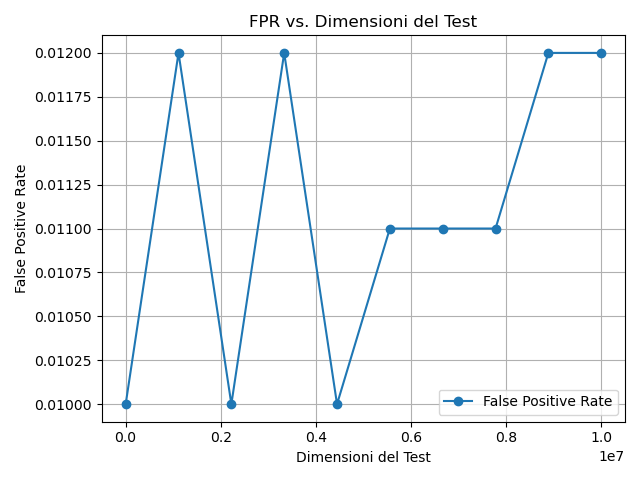 FPR vs. Dimensioni del Test
False Positive Rate
0.01200
0.01175
0.01150
0.01125
0.01100
0.01075
0.01050
0.01025
0.01000
False Positive Rate
0.0 0.2 0.4 0.6 0.8 1.0
1e7
Dimensioni del Test